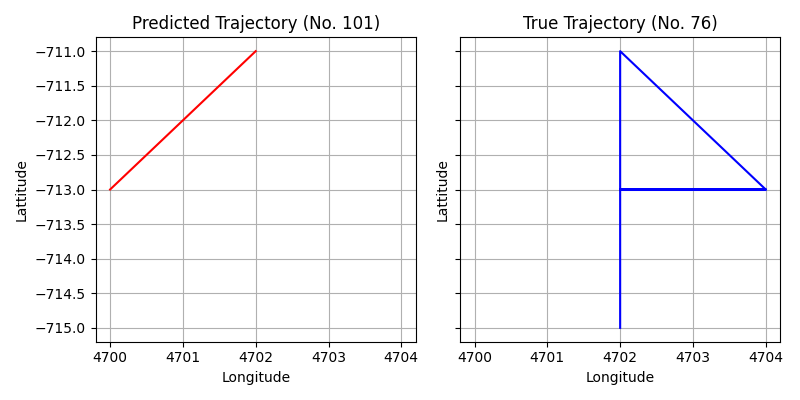 Predicted Trajectory (No. 101)
True Trajectory (No. 76)
−711.0
−711.5
−712.0
−712.5
−713.0
−713.5
−714.0
−714.5
−715.0
Lattitude
Lattitude
4700 4701 4702 4703 4704
4700 4701 4702 4703 4704
Longitude
Longitude